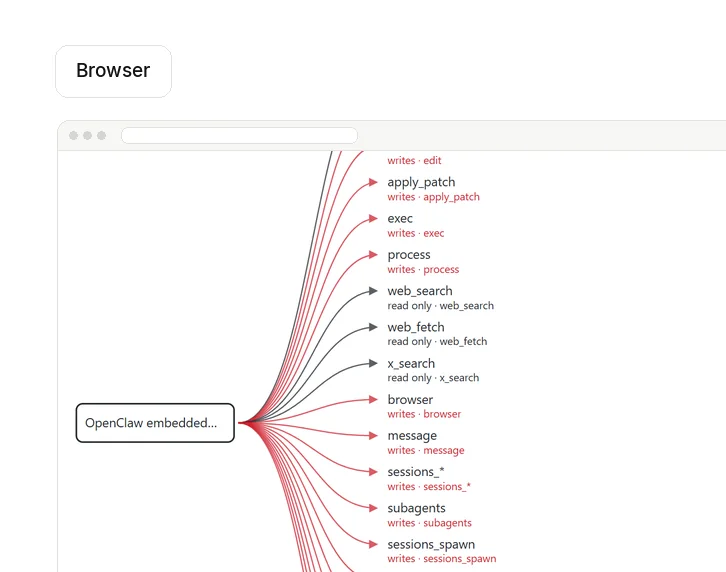 Browser
writes · edit
apply_patch
writes · apply_patch
exec
writes · exec
process
writes · process
web_search
read only · web_search
web_fetch
read only · web_fetch
x_search
read only · x_search
browser
writes · browser
OpenClaw embedded...
message
writes · message
sessions_*
writes · sessions_*
subagents
writes · subagents
sessions_spawn
writes · sessions_spawn